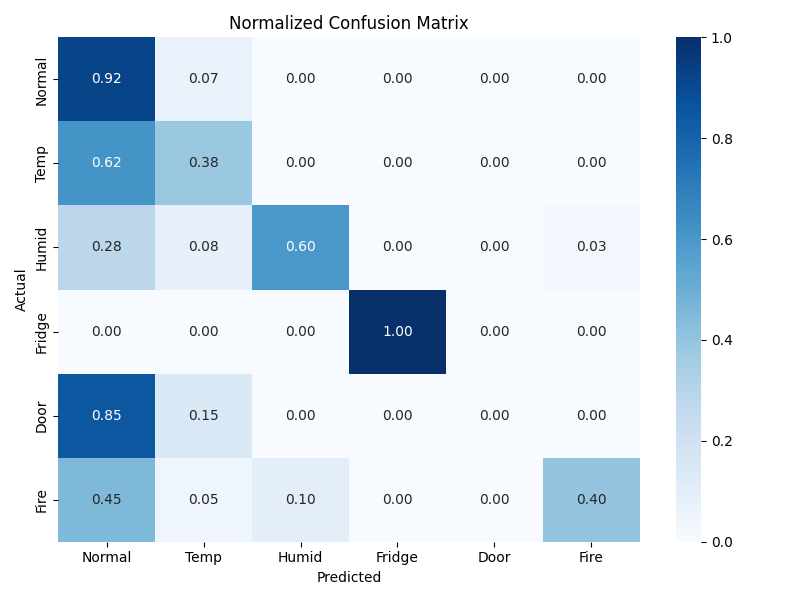 Normalized Confusion Matrix
Normal 0.92 0.07 0.00 0.00 0.00 0.00
Temp 0.62 0.38 0.00 0.00 0.00 0.00
Humid 0.28 0.08 0.60 0.00 0.00 0.03
Fridge 0.00 0.00 0.00 1.00 0.00 0.00
Door 0.85 0.15 0.00 0.00 0.00 0.00
Fire 0.45 0.05 0.10 0.00 0.00 0.40
Actual
Normal Temp Humid Fridge Door Fire
Predicted
1.0
0.8
0.6
0.4
0.2
0.0